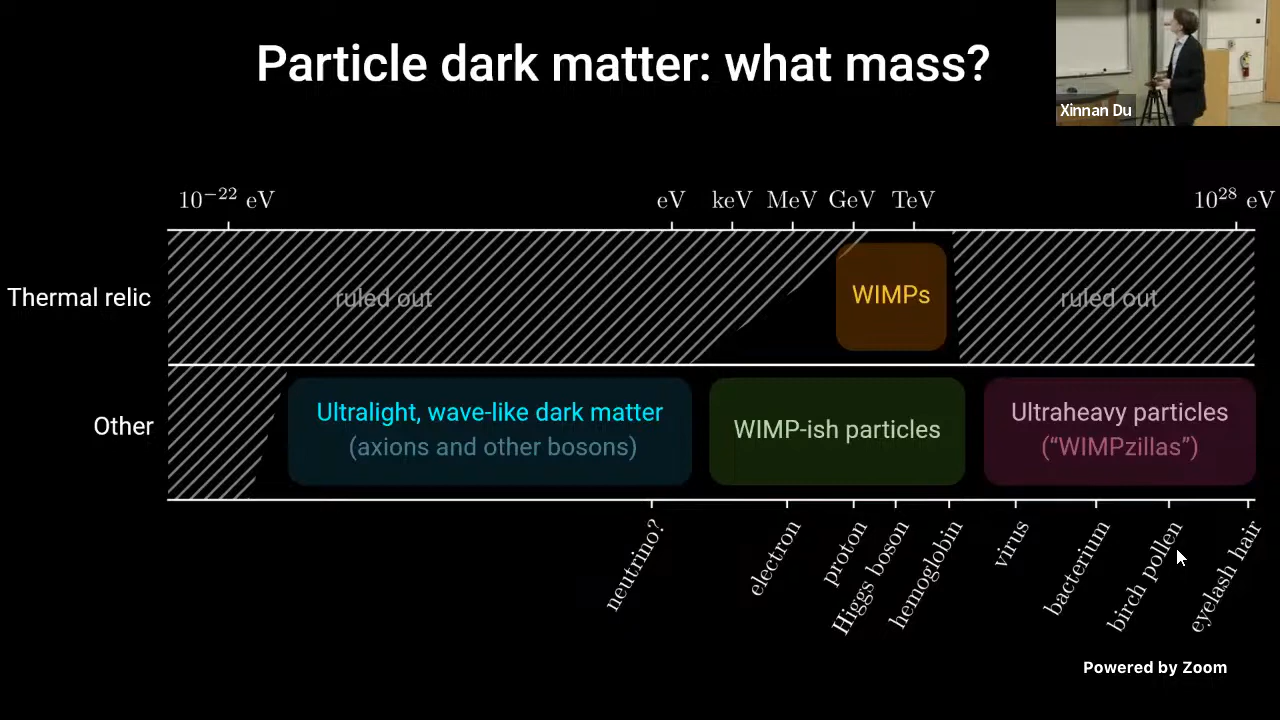 Particle dark matter: what mass?
Xinnan Du
10⁻²² eV eV keV MeV GeV TeV 10²⁸ eV
Thermal relic
ruled out
WIMPs
ruled out
Other
Ultralight, wave-like dark matter
(axions and other bosons)
WIMP-ish particles
Ultraheavy particles
(“WIMPzillas”)
neutrino?
electron
proton
Higgs boson
hemoglobin
virus
bacterium
birch pollen
eyelash hair
Powered by Zoom